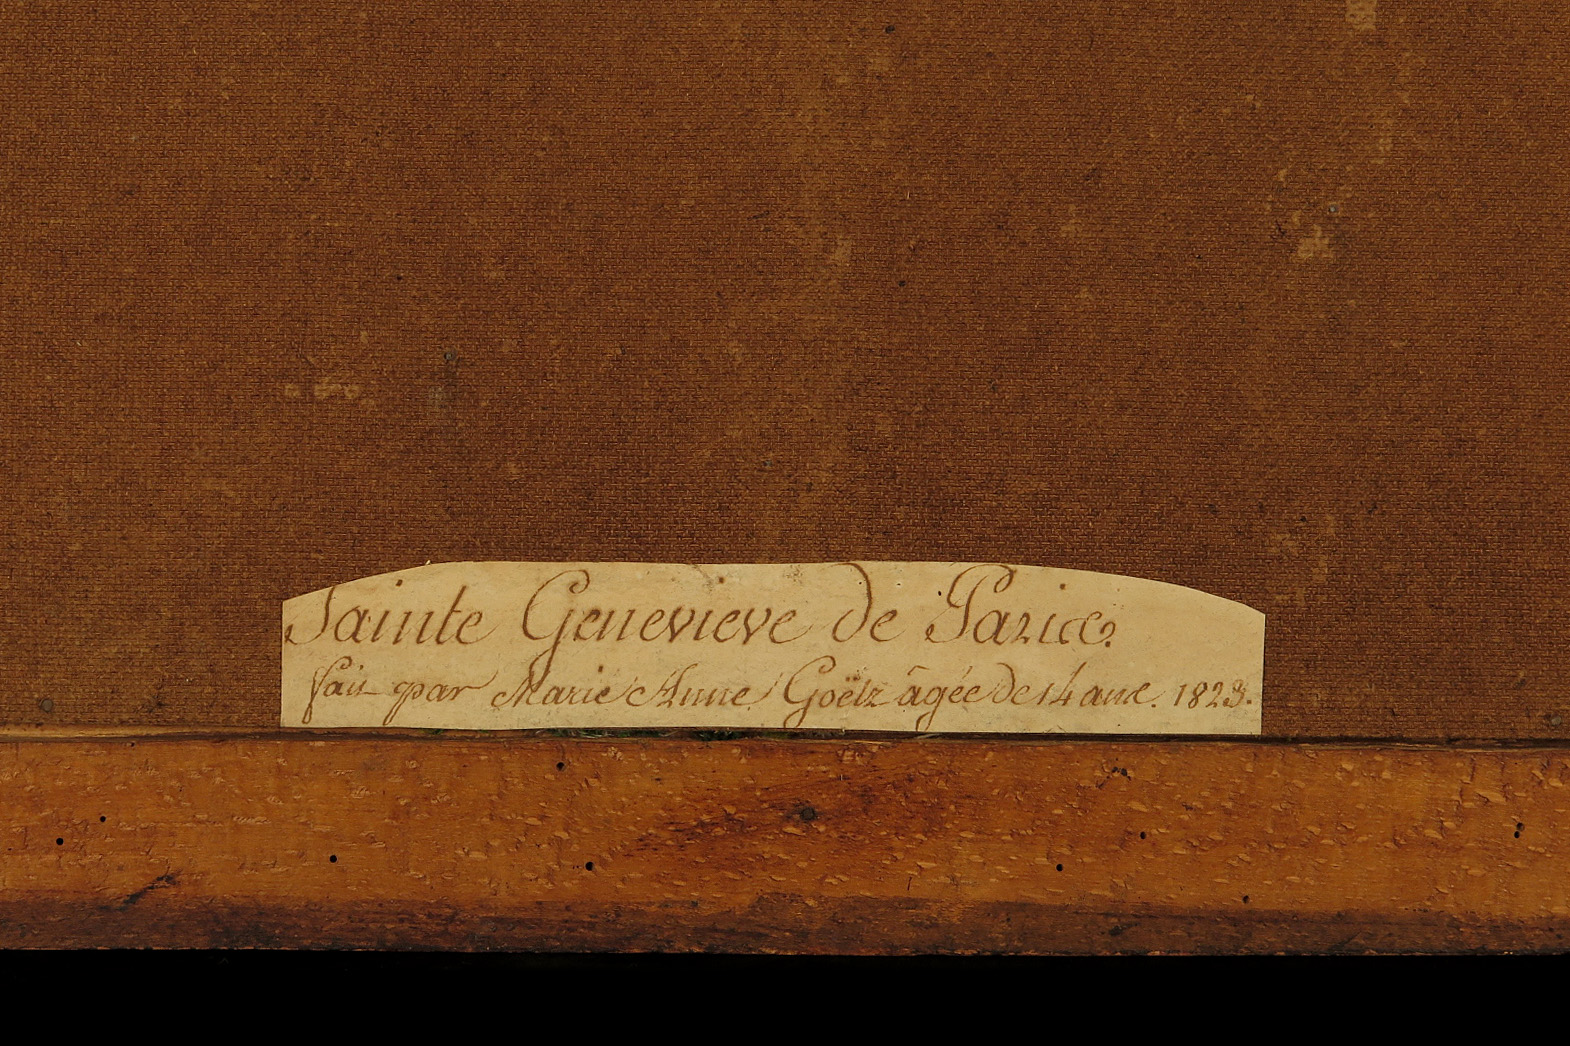 Sainte Genevieve de Paris.
fait par Marie Anne Goëtz âgée de 14 ans. 1823.